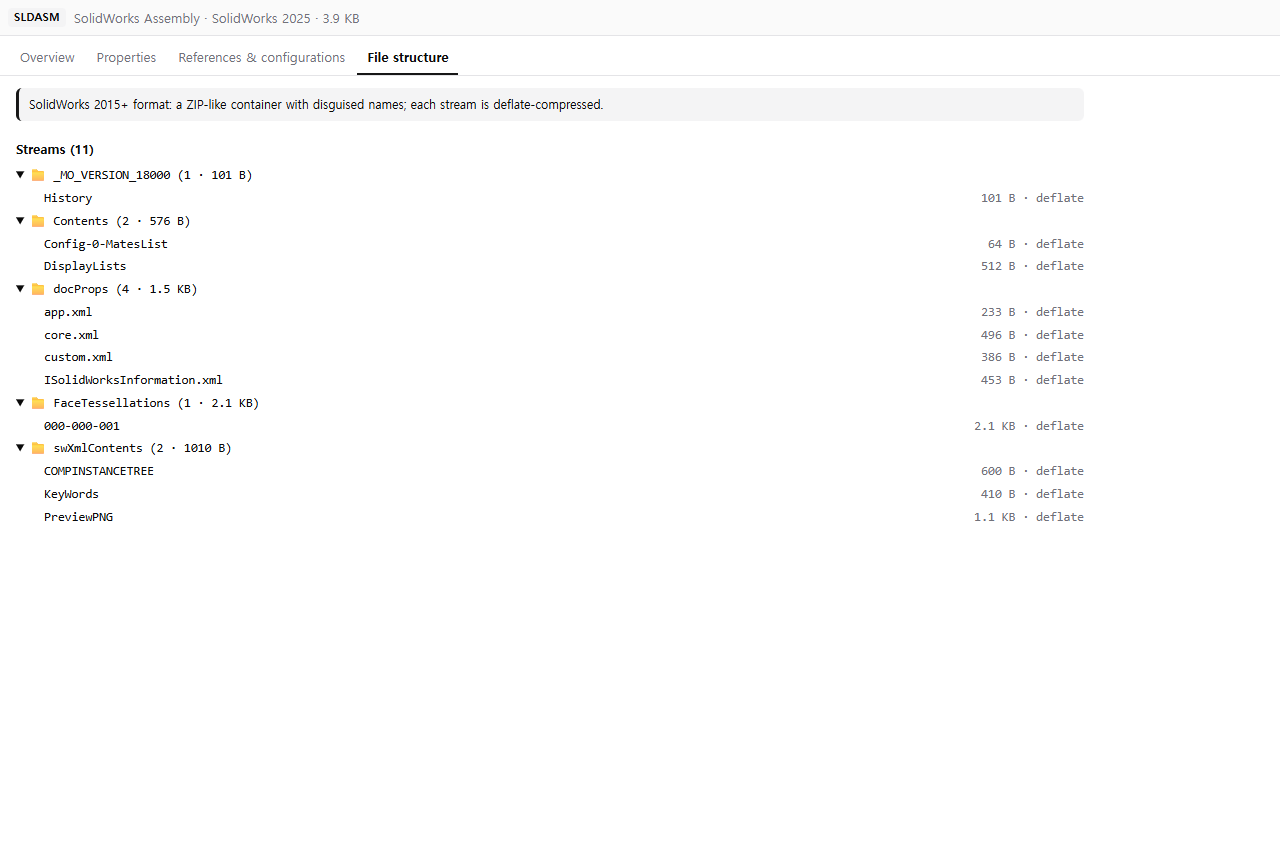 SLDASM SolidWorks Assembly · SolidWorks 2025 · 3.9 KB
Overview Properties References & configurations File structure
SolidWorks 2015+ format: a ZIP-like container with disguised names; each stream is deflate-compressed.
Streams (11)
_MO_VERSION_18000 (1 · 101 B)
History 101 B · deflate
Contents (2 · 576 B)
Config-0-MatesList 64 B · deflate
DisplayLists 512 B · deflate
docProps (4 · 1.5 KB)
app.xml 233 B · deflate
core.xml 496 B · deflate
custom.xml 386 B · deflate
ISolidWorksInformation.xml 453 B · deflate
FaceTessellations (1 · 2.1 KB)
000-000-001 2.1 KB · deflate
swXmlContents (2 · 1010 B)
COMPINSTANCETREE 600 B · deflate
KeyWords 410 B · deflate
PreviewPNG 1.1 KB · deflate